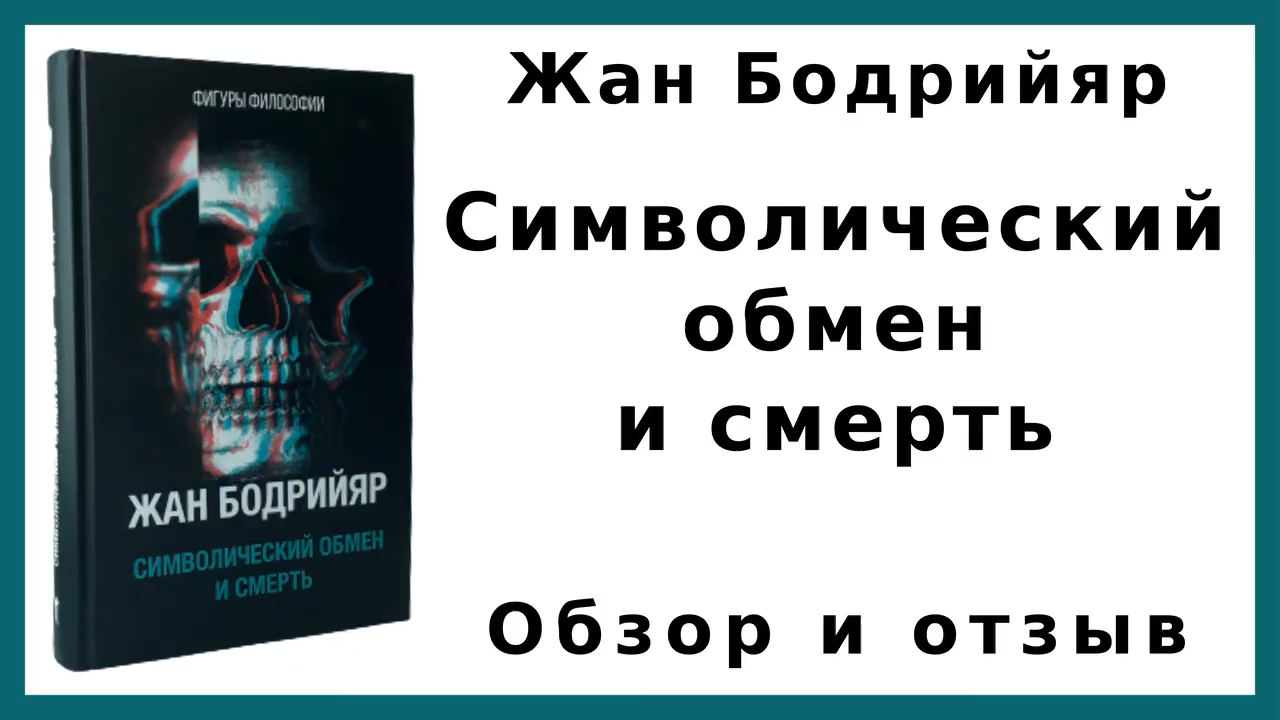 ФИГУРЫ ФИЛОСОФИИ
ЖАН БОДРИЙЯР
СИМВОЛИЧЕСКИЙ ОБМЕН
И СМЕРТЬ
Жан Бодрийяр
Символический
обмен
и смерть
Обзор и отзыв